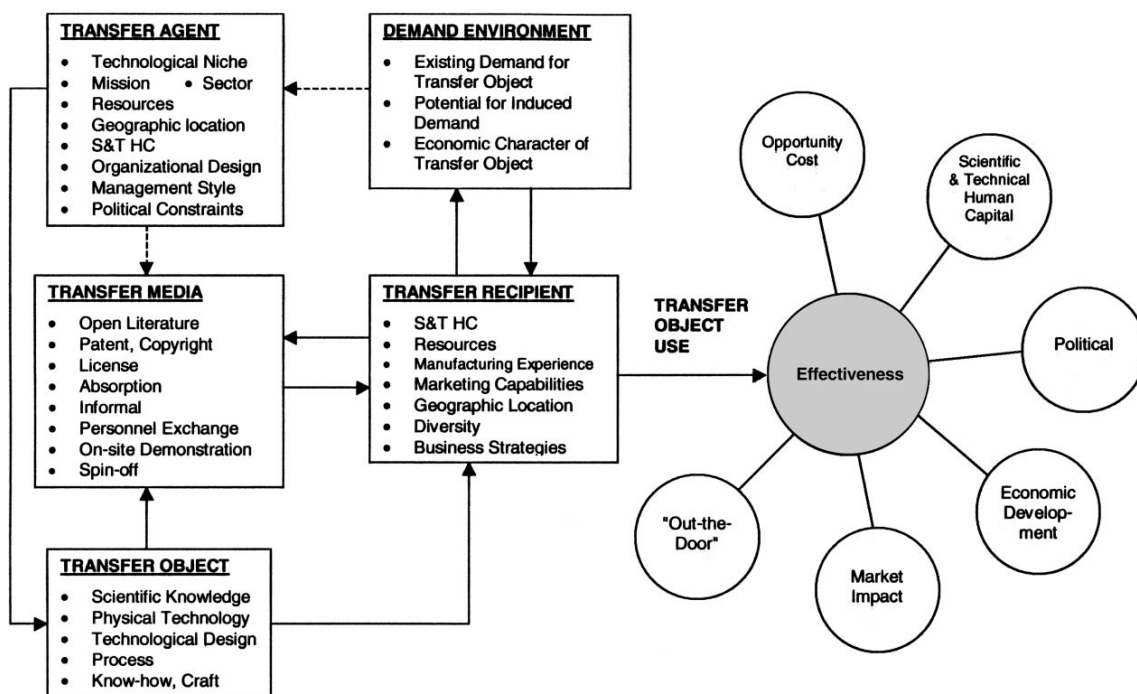 TRANSFER AGENT
• Technological Niche
• Mission • Sector
• Resources
• Geographic location
• S&T HC
• Organizational Design
• Management Style
• Political Constraints
DEMAND ENVIRONMENT
• Existing Demand for
Transfer Object
• Potential for Induced
Demand
• Economic Character of
Transfer Object
TRANSFER MEDIA
• Open Literature
• Patent, Copyright
• License
• Absorption
• Informal
• Personnel Exchange
• On-site Demonstration
• Spin-off
TRANSFER RECIPIENT
• S&T HC
• Resources
• Manufacturing Experience
• Marketing Capabilities
• Geographic Location
• Diversity
• Business Strategies
TRANSFER OBJECT
• Scientific Knowledge
• Physical Technology
• Technological Design
• Process
• Know-how, Craft
TRANSFER
OBJECT
USE
Effectiveness
Opportunity
Cost
Scientific
& Technical
Human
Capital
Political
Economic
Develop-
ment
Market
Impact
"Out-the-
Door"